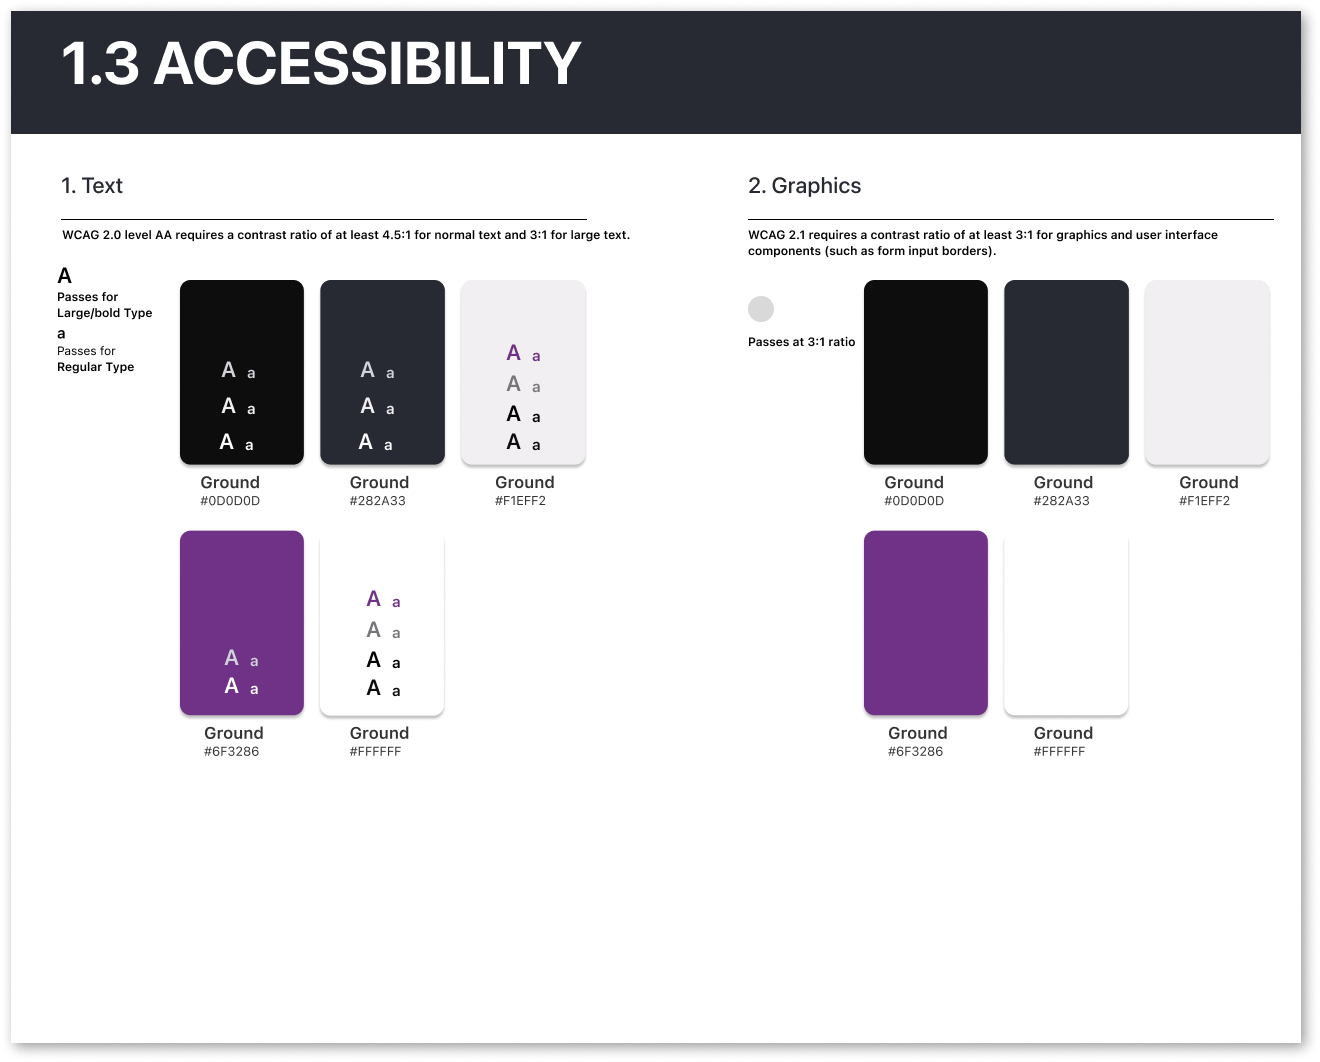 1.3 ACCESSIBILITY
1. Text
WCAG 2.0 level AA requires a contrast ratio of at least 4.5:1 for normal text and 3:1 for large text.
A
Passes for
Large/bold Type
a
Passes for
Regular Type
A a
A a
A a
Ground
#0D0D0D
A a
A a
A a
Ground
#282A33
A a
A a
A a
A a
Ground
#F1EFF2
A a
A a
Ground
#6F3286
A a
A a
A a
A a
Ground
#FFFFFF
2. Graphics
WCAG 2.1 requires a contrast ratio of at least 3:1 for graphics and user interface
components (such as form input borders).
Passes at 3:1 ratio
Ground
#0D0D0D
Ground
#282A33
Ground
#F1EFF2
Ground
#6F3286
Ground
#FFFFFF